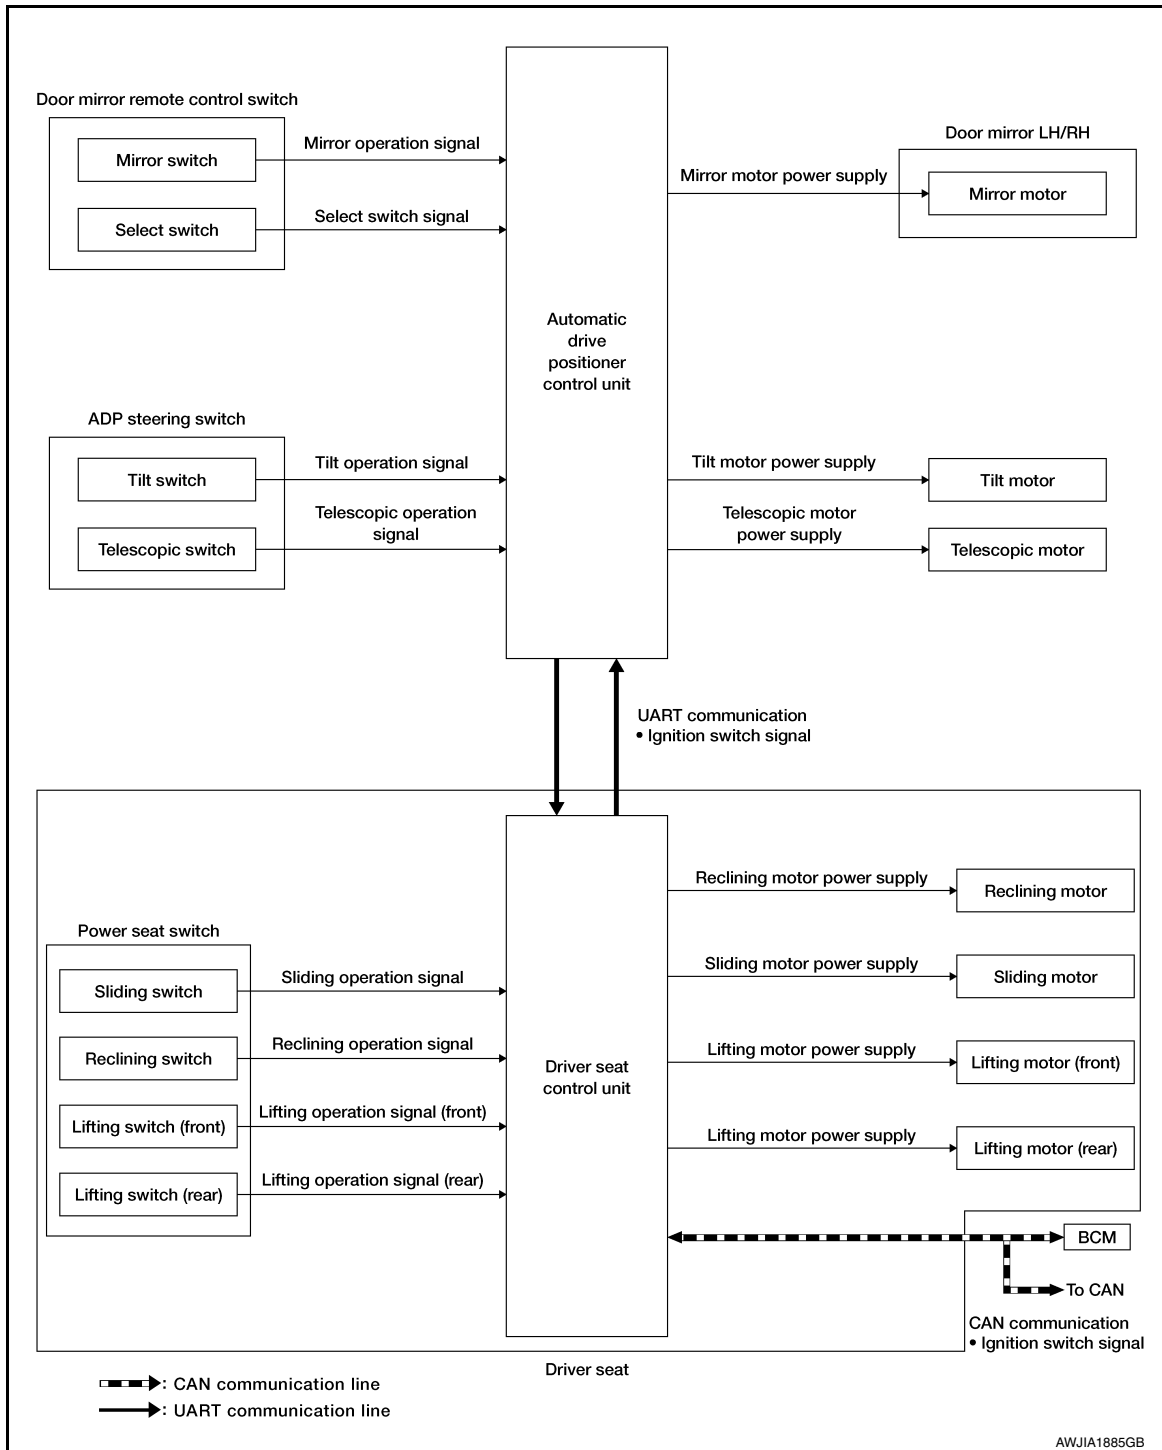 Door mirror remote control switch
Mirror switch
Mirror operation signal
Select switch
Select switch signal
Door mirror LH/RH
Mirror motor power supply
Mirror motor
Automatic
drive
positioner
control unit
ADP steering switch
Tilt switch
Tilt operation signal
Telescopic switch
Telescopic operation
signal
Tilt motor power supply
Tilt motor
Telescopic motor
power supply
Telescopic motor
UART communication
• Ignition switch signal
Power seat switch
Sliding switch
Sliding operation signal
Reclining switch
Reclining operation signal
Lifting switch (front)
Lifting operation signal (front)
Lifting switch (rear)
Lifting operation signal (rear)
Driver seat
control unit
Reclining motor power supply
Reclining motor
Sliding motor power supply
Sliding motor
Lifting motor power supply
Lifting motor (front)
Lifting motor power supply
Lifting motor (rear)
BCM
To CAN
CAN communication
• Ignition switch signal
Driver seat
: CAN communication line
: UART communication line
AWJIA1885GB